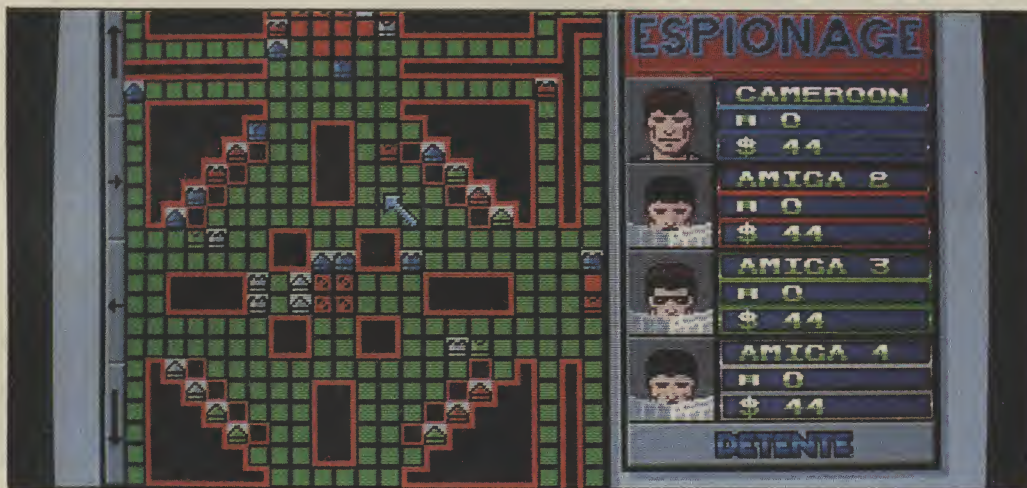 ESPIONAGE
CAMEROON
0
$ 44
AMIGA 2
0
$ 44
AMIGA 3
0
$ 44
AMIGA 4
0
$ 44
DETENTE